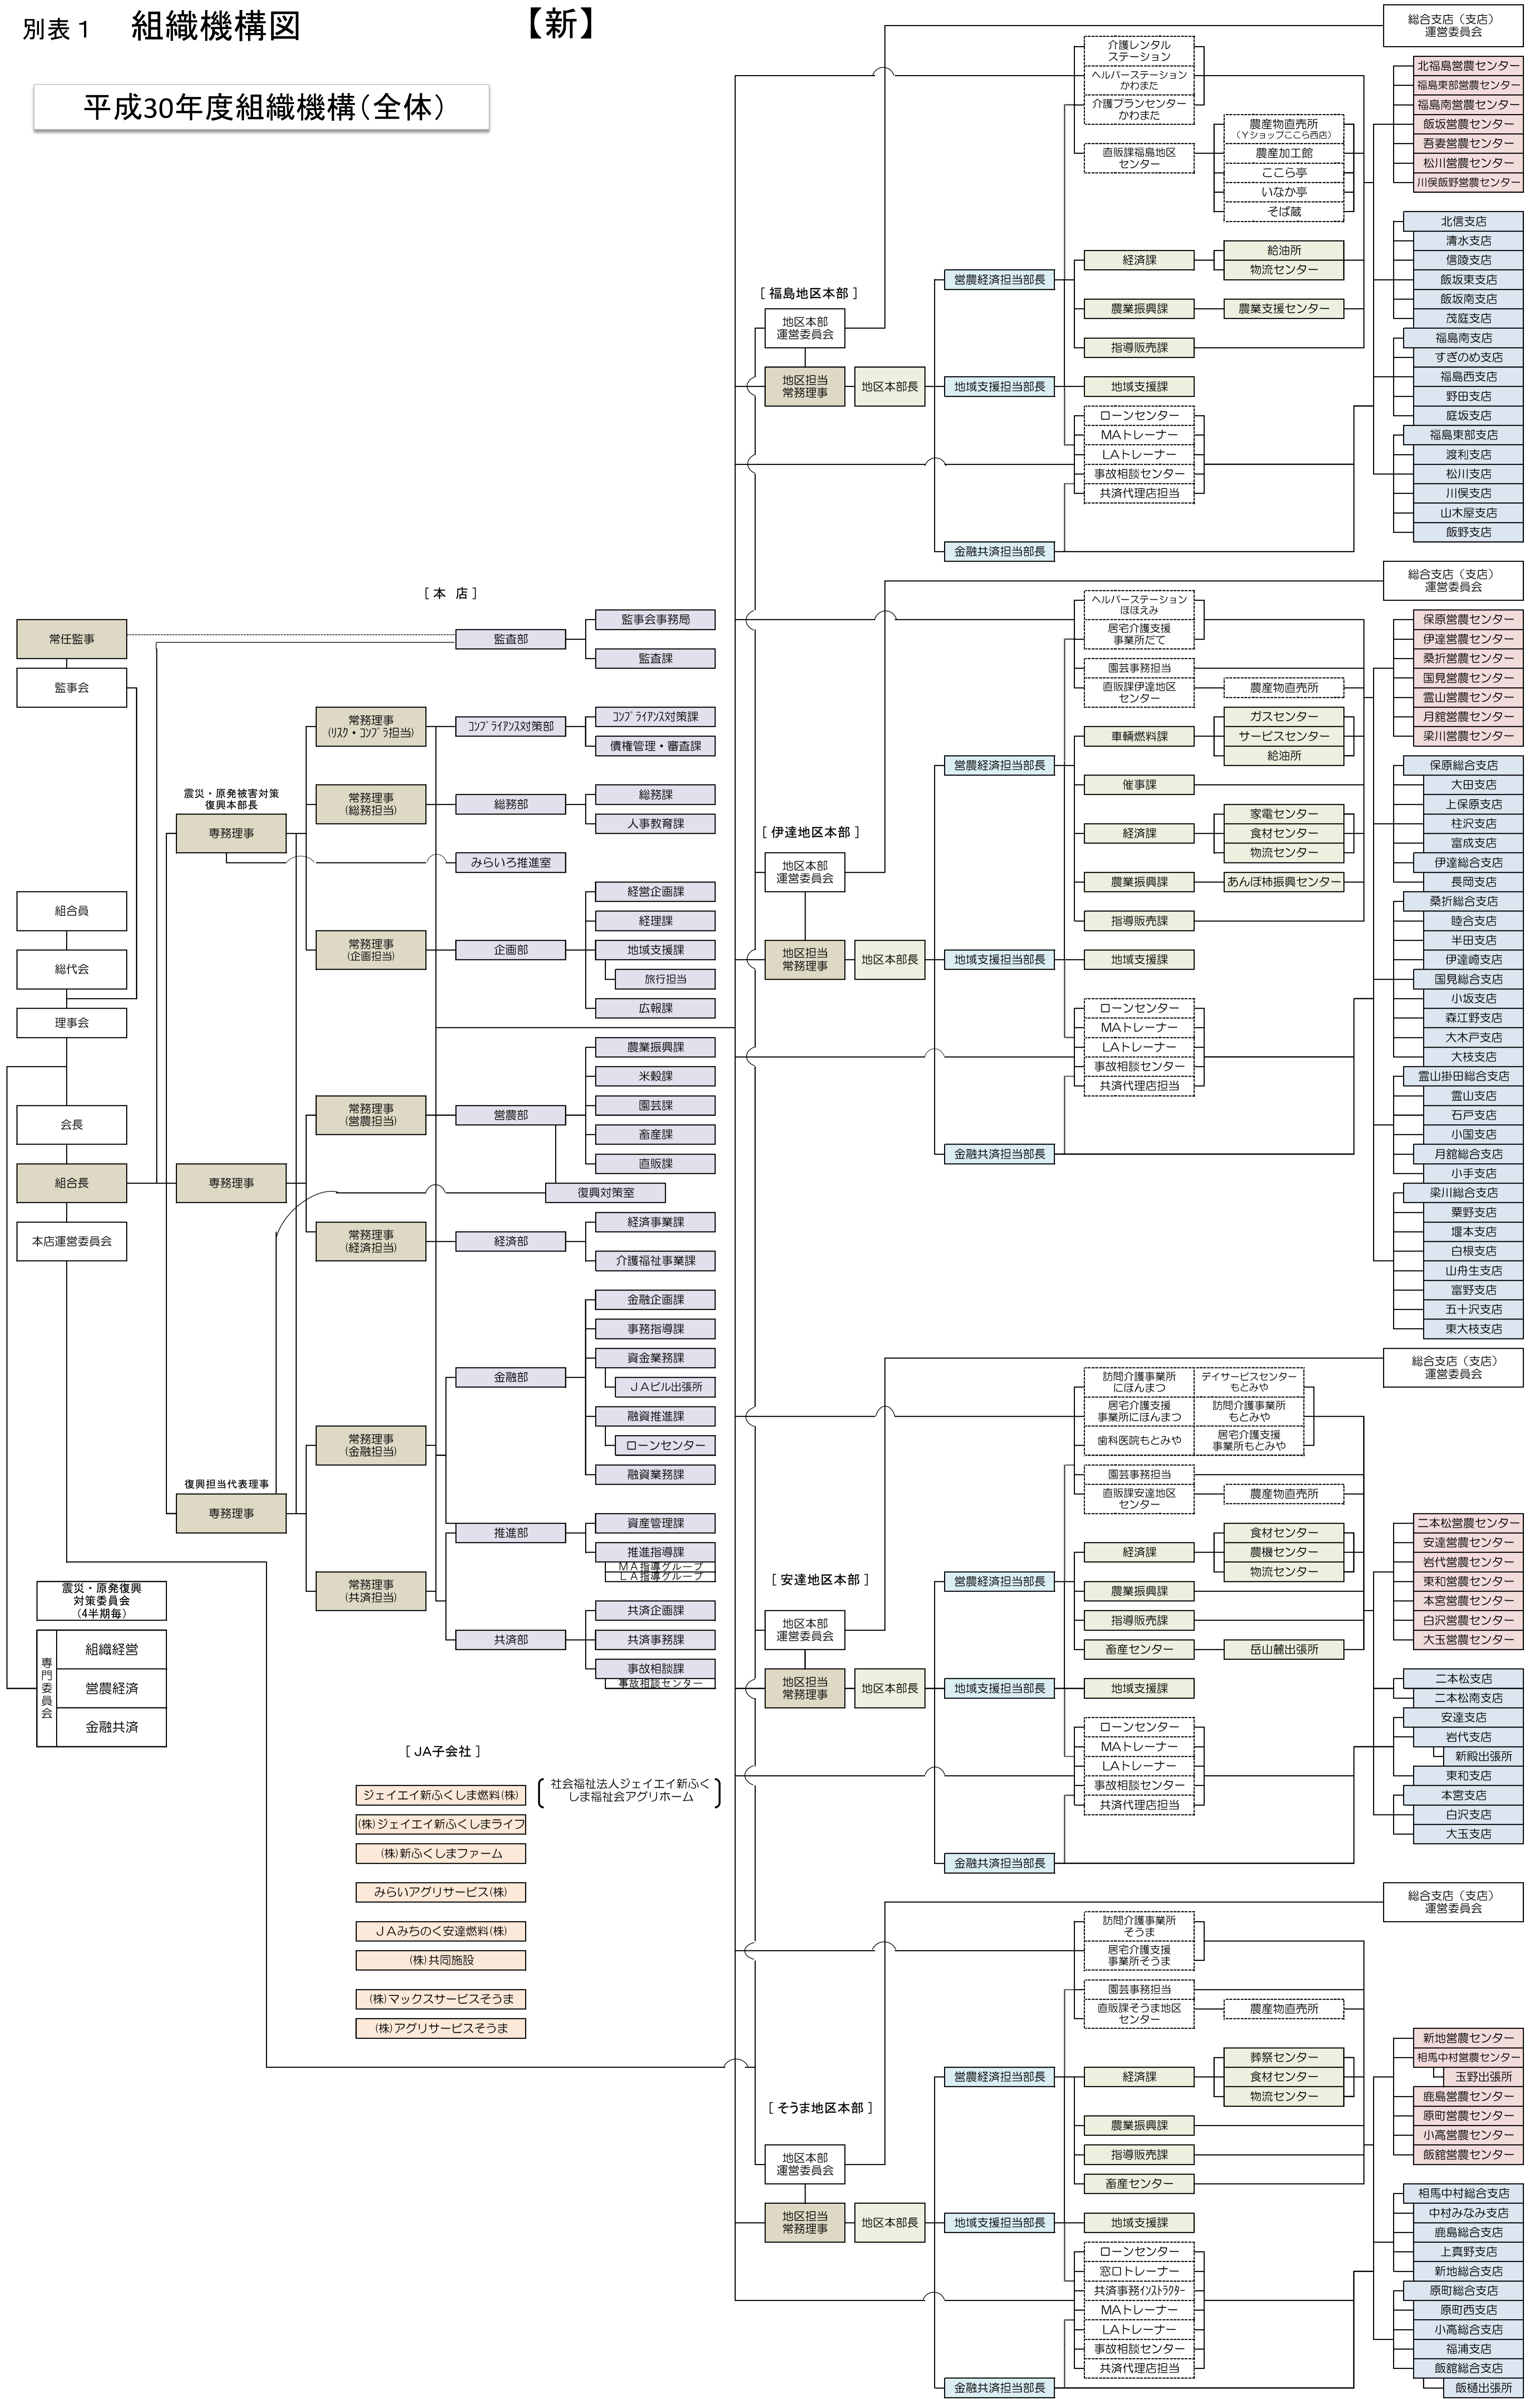 別表１　組織機構図　【新】
平成30年度組織機構（全体）
［ 本　店 ］
常任監事
監事会
組合員
総代会
理事会
会長
組合長
本店運営委員会
震災・原発復興
対策委員会
（4半期毎）
専門委員会
組織経営
営農経済
金融共済
震災・原発被害対策
復興本部長
専務理事
専務理事
復興担当代表理事
専務理事
常務理事
(ﾘｽｸ・ｺﾝﾌﾟﾗ担当)
常務理事
(総務担当)
常務理事
(企画担当)
常務理事
(営農担当)
常務理事
(経済担当)
常務理事
(金融担当)
常務理事
(共済担当)
監査部
監事会事務局
監査課
ｺﾝﾌﾟﾗｲｱﾝｽ対策部
ｺﾝﾌﾟﾗｲｱﾝｽ対策課
債権管理・審査課
総務部
総務課
人事教育課
みらいろ推進室
企画部
経営企画課
経理課
地域支援課
旅行担当
広報課
営農部
農業振興課
米穀課
園芸課
畜産課
直販課
復興対策室
経済部
経済事業課
介護福祉事業課
金融部
金融企画課
事務指導課
資金業務課
ＪＡビル出張所
融資推進課
ローンセンター
融資業務課
推進部
資産管理課
推進指導課
ＭＡ指導グループ
ＬＡ指導グループ
共済部
共済企画課
共済事務課
事故相談課
事故相談センター
［ JA子会社 ］
ジェイエイ新ふくしま燃料(株)
社会福祉法人ジェイエイ新ふく
しま福祉会アグリホーム
(株)ジェイエイ新ふくしまライフ
(株)新ふくしまファーム
みらいアグリサービス(株)
ＪＡみちのく安達燃料(株)
(株)共同施設
(株)マックスサービスそうま
(株)アグリサービスそうま
［ 福島地区本部 ］
地区本部
運営委員会
地区担当
常務理事
地区本部長
営農経済担当部長
地域支援担当部長
金融共済担当部長
介護レンタル
ステーション
ヘルパーステーション
かわまた
介護プランセンター
かわまた
直販課福島地区
センター
農産物直売所
（Ｙショップここら西店）
農産加工館
ここら亭
いなか亭
そば蔵
経済課
給油所
物流センター
農業振興課
農業支援センター
指導販売課
地域支援課
ローンセンター
MAトレーナー
LAトレーナー
事故相談センター
共済代理店担当
総合支店（支店）
運営委員会
北福島営農センター
福島東部営農センター
福島南営農センター
飯坂営農センター
吾妻営農センター
松川営農センター
川俣飯野営農センター
北信支店
清水支店
信陵支店
飯坂東支店
飯坂南支店
茂庭支店
福島南支店
すぎのめ支店
福島西支店
野田支店
庭坂支店
福島東部支店
渡利支店
松川支店
川俣支店
山木屋支店
飯野支店
［ 伊達地区本部 ］
地区本部
運営委員会
地区担当
常務理事
地区本部長
営農経済担当部長
地域支援担当部長
金融共済担当部長
ヘルパーステーション
ほほえみ
居宅介護支援
事業所だて
園芸事務担当
直販課伊達地区
センター
農産物直売所
車輌燃料課
ガスセンター
サービスセンター
給油所
催事課
経済課
家電センター
食材センター
物流センター
農業振興課
あんぽ柿振興センター
指導販売課
地域支援課
ローンセンター
MAトレーナー
LAトレーナー
事故相談センター
共済代理店担当
総合支店（支店）
運営委員会
保原営農センター
伊達営農センター
桑折営農センター
国見営農センター
霊山営農センター
月舘営農センター
梁川営農センター
保原総合支店
大田支店
上保原支店
柱沢支店
富成支店
伊達総合支店
長岡支店
桑折総合支店
睦合支店
半田支店
伊達崎支店
国見総合支店
小坂支店
森江野支店
大木戸支店
大枝支店
霊山掛田総合支店
霊山支店
石戸支店
小国支店
月舘総合支店
小手支店
梁川総合支店
粟野支店
堰本支店
白根支店
山舟生支店
富野支店
五十沢支店
東大枝支店
［ 安達地区本部 ］
地区本部
運営委員会
地区担当
常務理事
地区本部長
営農経済担当部長
地域支援担当部長
金融共済担当部長
訪問介護事業所
にほんまつ
デイサービスセンター
もとみや
居宅介護支援
事業所にほんまつ
訪問介護事業所
もとみや
歯科医院もとみや
居宅介護支援
事業所もとみや
園芸事務担当
直販課安達地区
センター
農産物直売所
経済課
食材センター
農機センター
物流センター
農業振興課
指導販売課
畜産センター
岳山麓出張所
地域支援課
ローンセンター
MAトレーナー
LAトレーナー
事故相談センター
共済代理店担当
総合支店（支店）
運営委員会
二本松営農センター
安達営農センター
岩代営農センター
東和営農センター
本宮営農センター
白沢営農センター
大玉営農センター
二本松支店
二本松南支店
安達支店
岩代支店
新殿出張所
東和支店
本宮支店
白沢支店
大玉支店
［ そうま地区本部 ］
地区本部
運営委員会
地区担当
常務理事
地区本部長
営農経済担当部長
地域支援担当部長
金融共済担当部長
訪問介護事業所
そうま
居宅介護支援
事業所そうま
園芸事務担当
直販課そうま地区
センター
農産物直売所
経済課
葬祭センター
食材センター
物流センター
農業振興課
指導販売課
畜産センター
地域支援課
ローンセンター
窓口トレーナー
共済事務ｲﾝｽﾄﾗｸﾀｰ
MAトレーナー
LAトレーナー
事故相談センター
共済代理店担当
総合支店（支店）
運営委員会
新地営農センター
相馬中村営農センター
玉野出張所
鹿島営農センター
原町営農センター
小高営農センター
飯舘営農センター
相馬中村総合支店
中村みなみ支店
鹿島総合支店
上真野支店
新地総合支店
原町総合支店
原町西支店
小高総合支店
福浦支店
飯舘総合支店
飯樋出張所